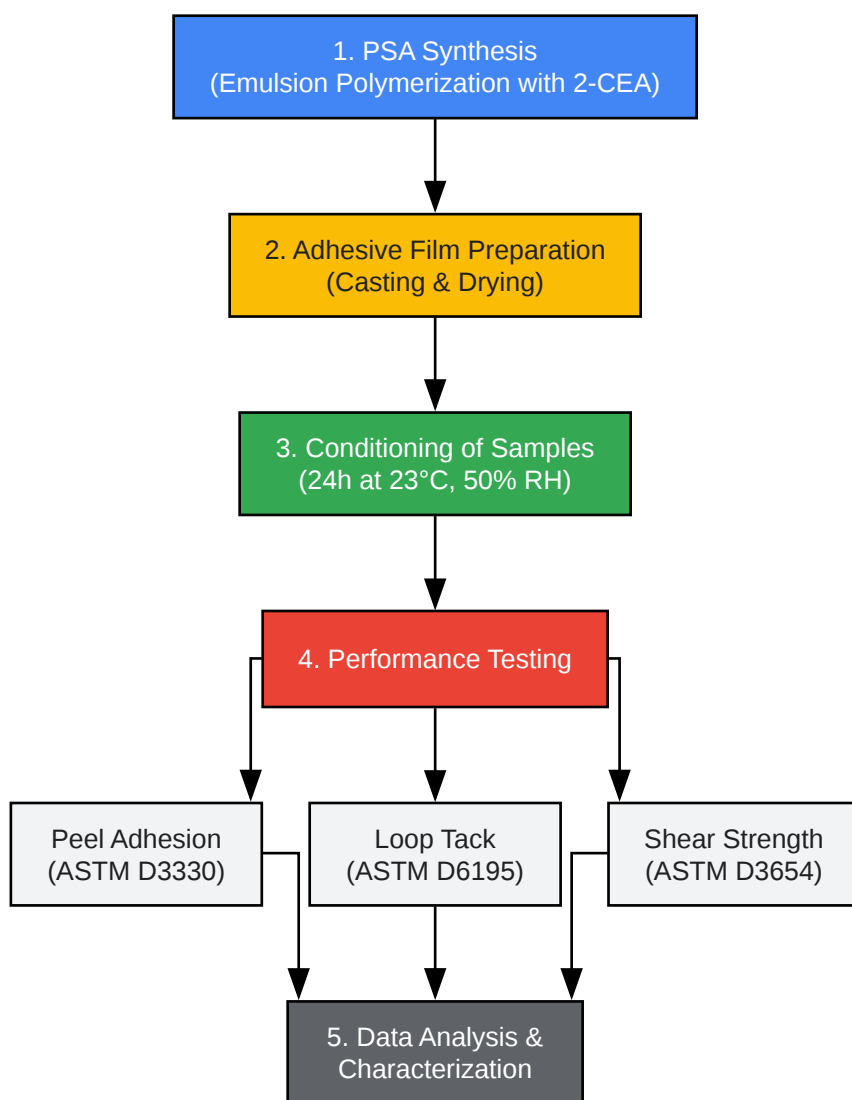 1. PSA Synthesis
(Emulsion Polymerization with 2-CEA)
2. Adhesive Film Preparation
(Casting & Drying)
3. Conditioning of Samples
(24h at 23°C, 50% RH)
4. Performance Testing
Peel Adhesion
(ASTM D3330)
Loop Tack
(ASTM D6195)
Shear Strength
(ASTM D3654)
5. Data Analysis &
Characterization